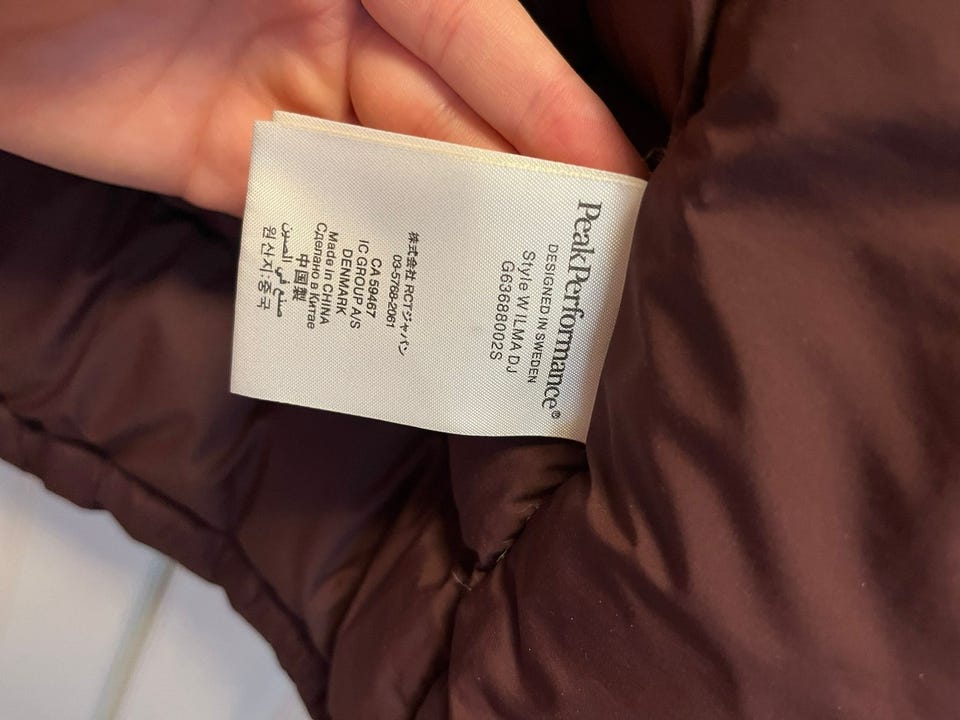 PeakPerformance®
DESIGNED IN SWEDEN
Style W ILMA DJ
G63688002S
株式会社 RCTジャパン
03-5768-2061
CA 59467
IC GROUP A/S
DENMARK
Made in CHINA
Сделано в Китае
中国製
صنع في الصين
원산지:중국